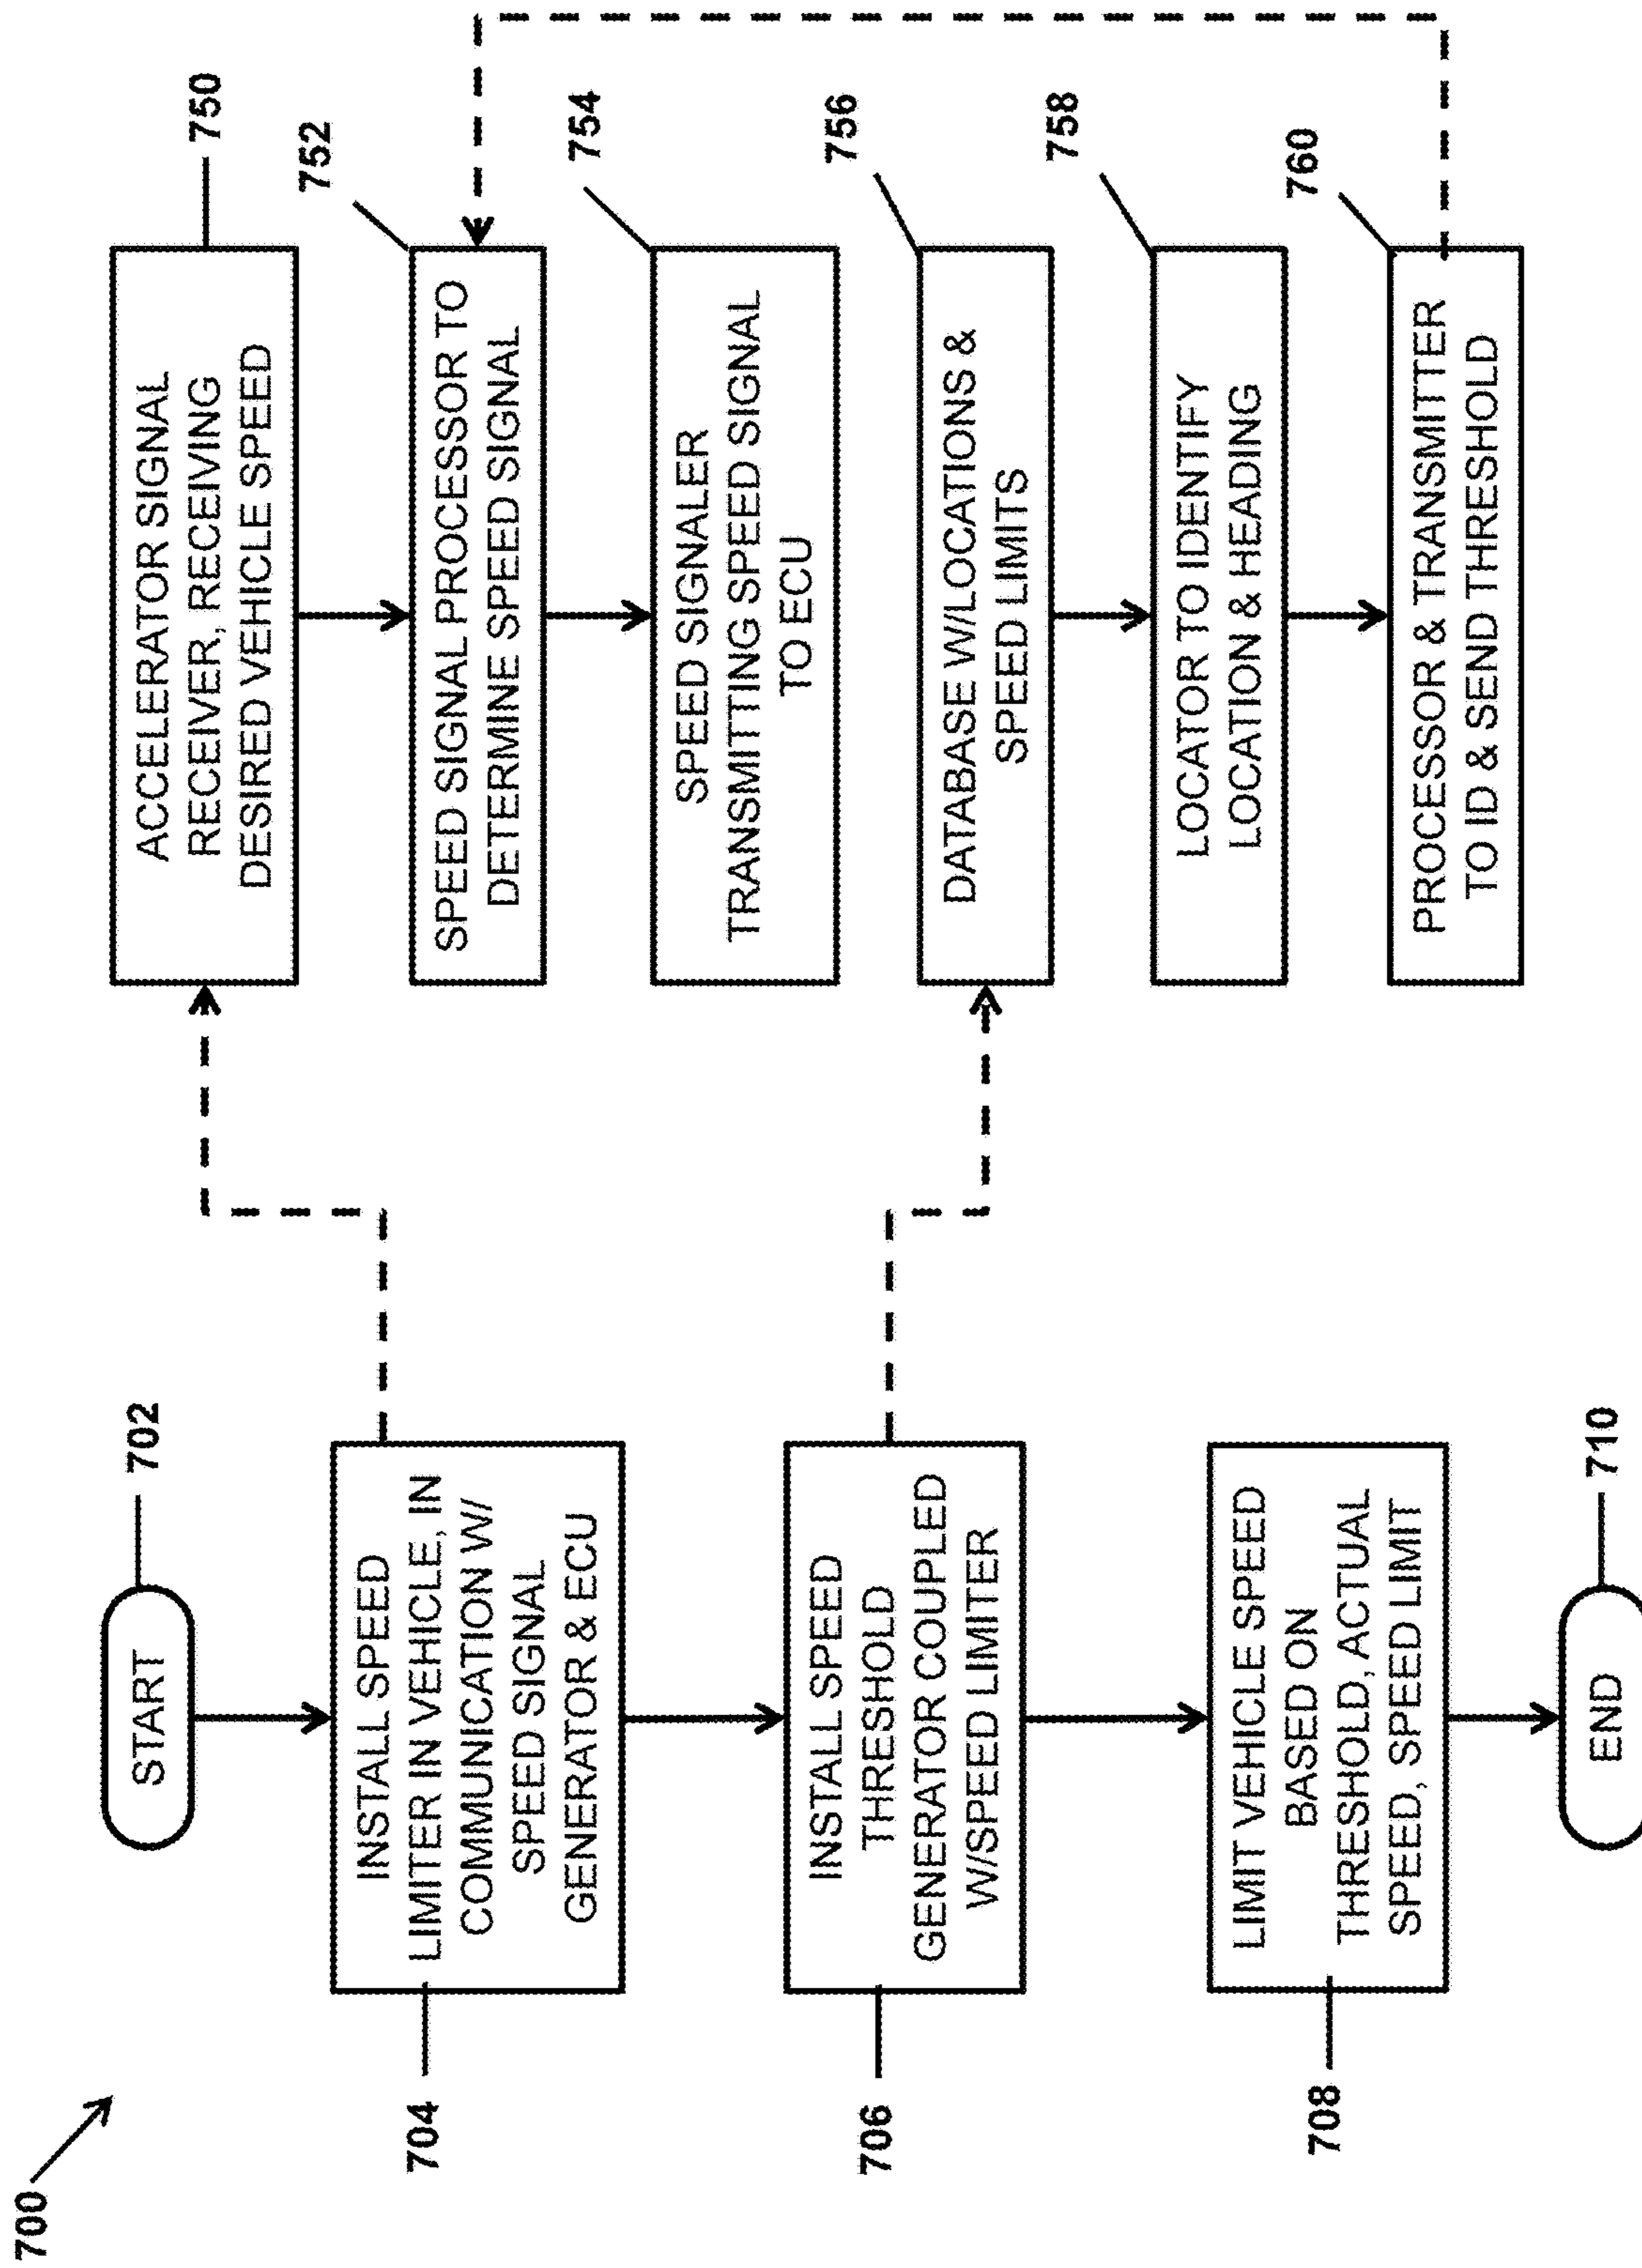 700
START
702
INSTALL SPEED
LIMITER IN VEHICLE, IN
COMMUNICATION W/
SPEED SIGNAL
GENERATOR & ECU
704
INSTALL SPEED
THRESHOLD
GENERATOR COUPLED
W/SPEED LIMITER
706
LIMIT VEHICLE SPEED
BASED ON
THRESHOLD, ACTUAL
SPEED, SPEED LIMIT
708
END
710
ACCELERATOR SIGNAL
RECEIVER, RECEIVING
DESIRED VEHICLE SPEED
750
SPEED SIGNAL PROCESSOR TO
DETERMINE SPEED SIGNAL
752
SPEED SIGNALER
TRANSMITTING SPEED SIGNAL
TO ECU
754
DATABASE W/LOCATIONS &
SPEED LIMITS
756
LOCATOR TO IDENTIFY
LOCATION & HEADING
758
PROCESSOR & TRANSMITTER
TO ID & SEND THRESHOLD
760